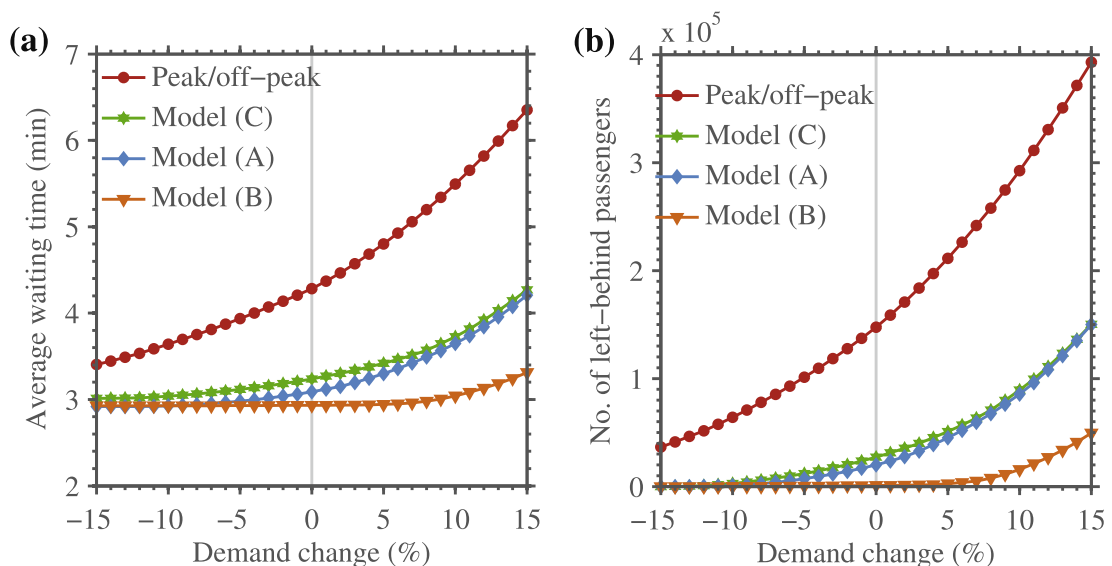 (a)
Average waiting time (min)
7
6
5
4
3
2
Peak/off−peak
Model (C)
Model (A)
Model (B)
−15 −10 −5 0 5 10 15
Demand change (%)
(b)
x 10^5
No. of left−behind passengers
4
3
2
1
0
Peak/off−peak
Model (C)
Model (A)
Model (B)
−15 −10 −5 0 5 10 15
Demand change (%)